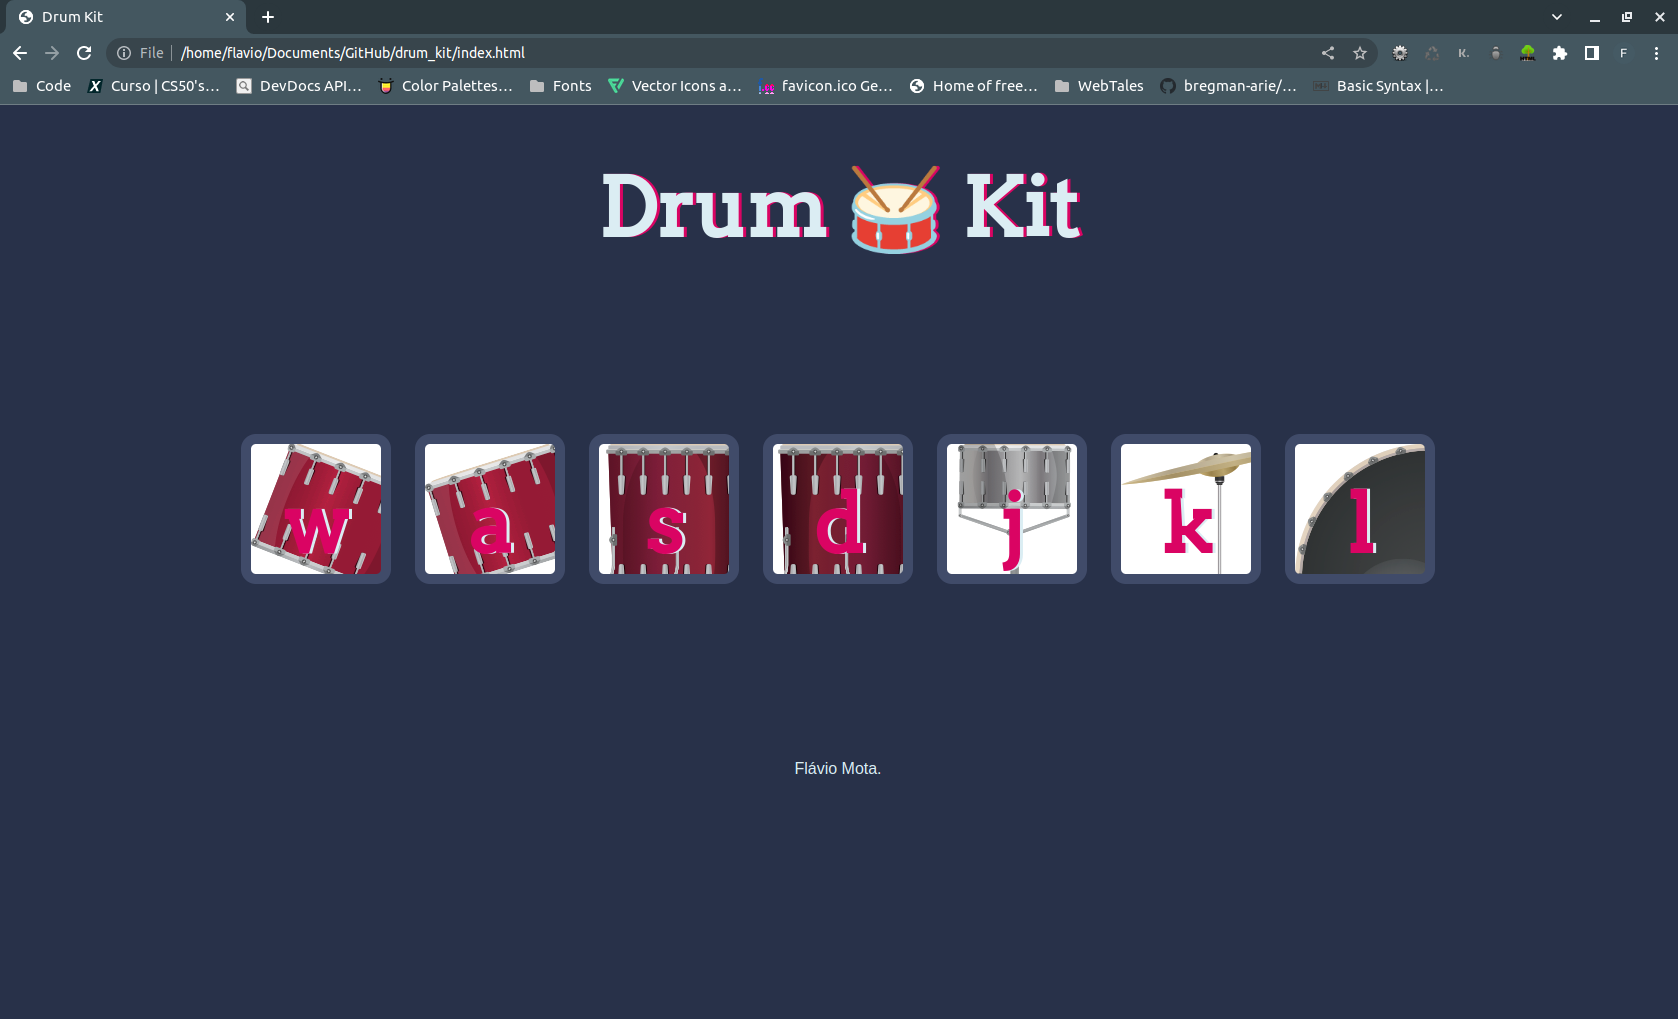 Drum Kit
File
/home/flavio/Documents/GitHub/drum_kit/index.html
K.
F
Code
Curso | CS50's...
DevDocs API...
Color Palettes...
Fonts
Vector Icons a...
favicon.ico Ge...
Home of free...
WebTales
bregman-arie/...
Basic Syntax |...
Drum 🥁 Kit
w a s d j k l
Flávio Mota.